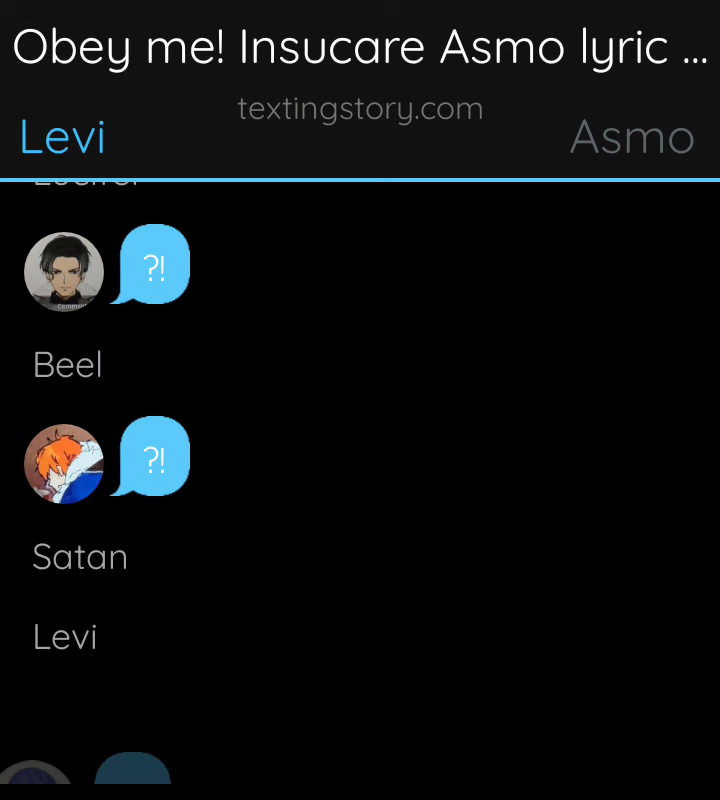 Obey me! Insucare Asmo lyric ...
textingstory.com
Levi
Asmo
?!
Beel
?!
Satan
Levi